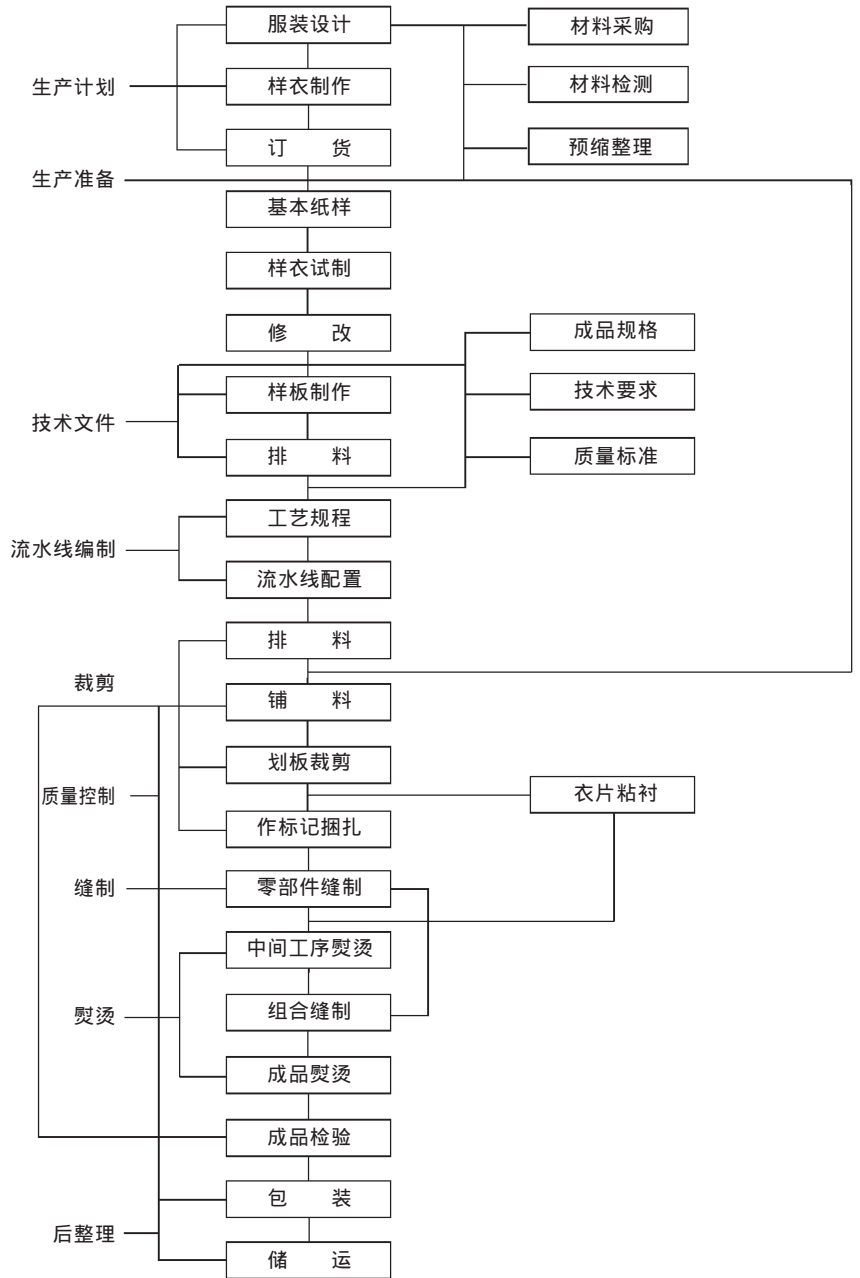 服装设计
材料采购
生产计划
样衣制作
材料检测
订 货
预缩整理
生产准备
基本纸样
样衣试制
修 改
成品规格
样板制作
技术要求
技术文件
排 料
质量标准
工艺规程
流水线编制
流水线配置
排 料
裁剪
铺 料
划板裁剪
质量控制
衣片粘衬
作标记捆扎
缝制
零部件缝制
中间工序熨烫
熨烫
组合缝制
成品熨烫
成品检验
包 装
后整理
储 运